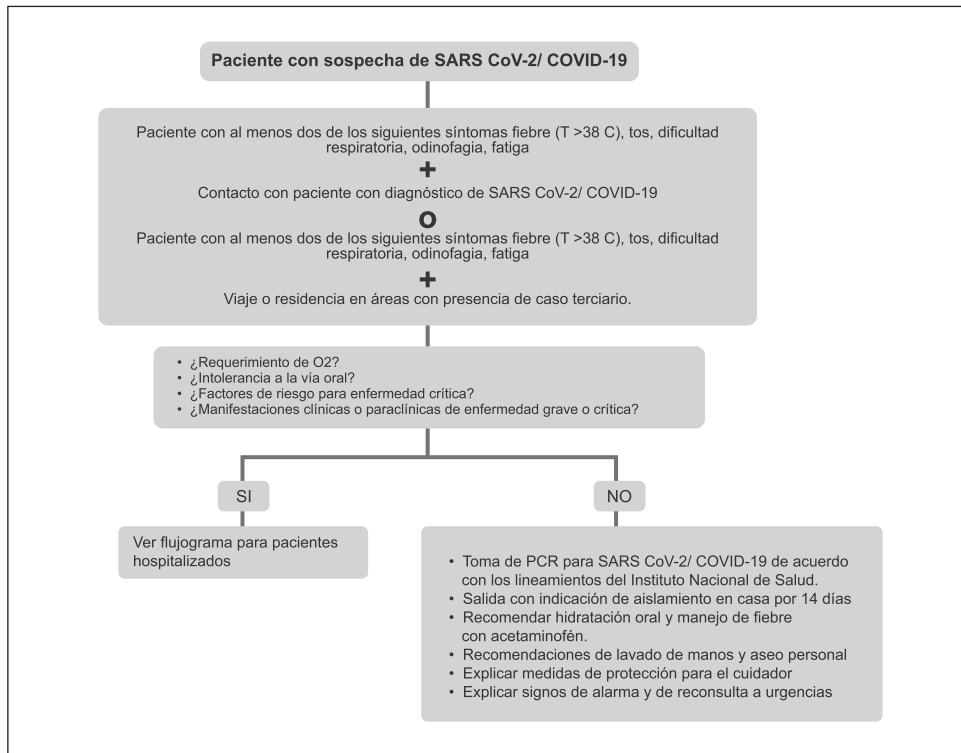 Paciente con sospecha de SARS CoV-2/ COVID-19
Paciente con al menos dos de los siguientes síntomas fiebre (T >38 C), tos, dificultad
respiratoria, odinofagia, fatiga
+
Contacto con paciente con diagnóstico de SARS CoV-2/ COVID-19
O
Paciente con al menos dos de los siguientes síntomas fiebre (T >38 C), tos, dificultad
respiratoria, odinofagia, fatiga
+
Viaje o residencia en áreas con presencia de caso terciario.
• ¿Requerimiento de O2?
• ¿Intolerancia a la vía oral?
• ¿Factores de riesgo para enfermedad crítica?
• ¿Manifestaciones clínicas o paraclínicas de enfermedad grave o crítica?
SI
Ver flujograma para pacientes
hospitalizados
NO
• Toma de PCR para SARS CoV-2/ COVID-19 de acuerdo
con los lineamientos del Instituto Nacional de Salud.
• Salida con indicación de aislamiento en casa por 14 días
• Recomendar hidratación oral y manejo de fiebre
con acetaminofén.
• Recomendaciones de lavado de manos y aseo personal
• Explicar medidas de protección para el cuidador
• Explicar signos de alarma y de reconsulta a urgencias